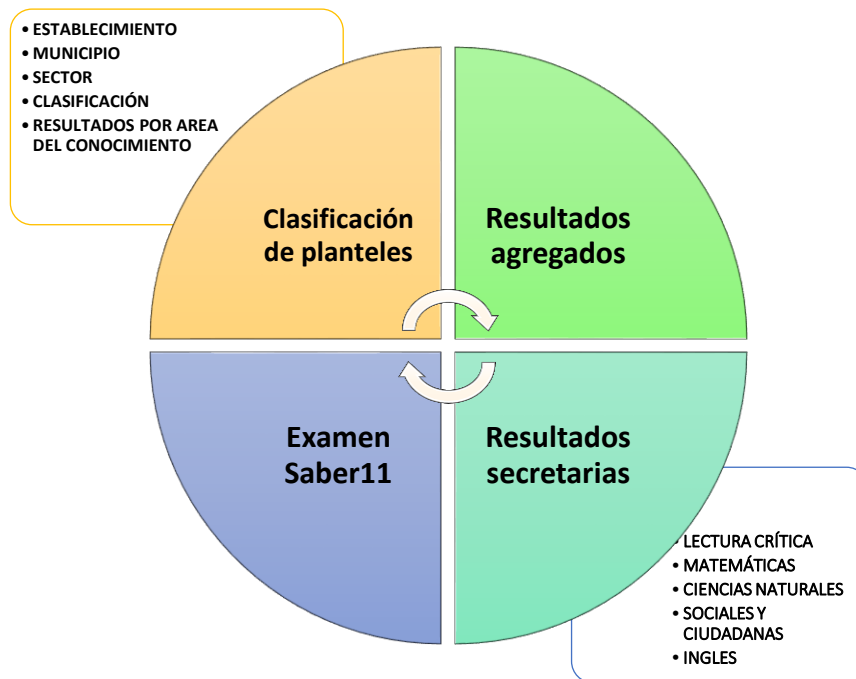 • ESTABLECIMIENTO
• MUNICIPIO
• SECTOR
• CLASIFICACIÓN
• RESULTADOS POR AREA
DEL CONOCIMIENTO
Clasificación
de planteles
Resultados
agregados
Examen
Saber11
Resultados
secretarias
• LECTURA CRÍTICA
• MATEMÁTICAS
• CIENCIAS NATURALES
• SOCIALES Y
CIUDADANAS
• INGLES